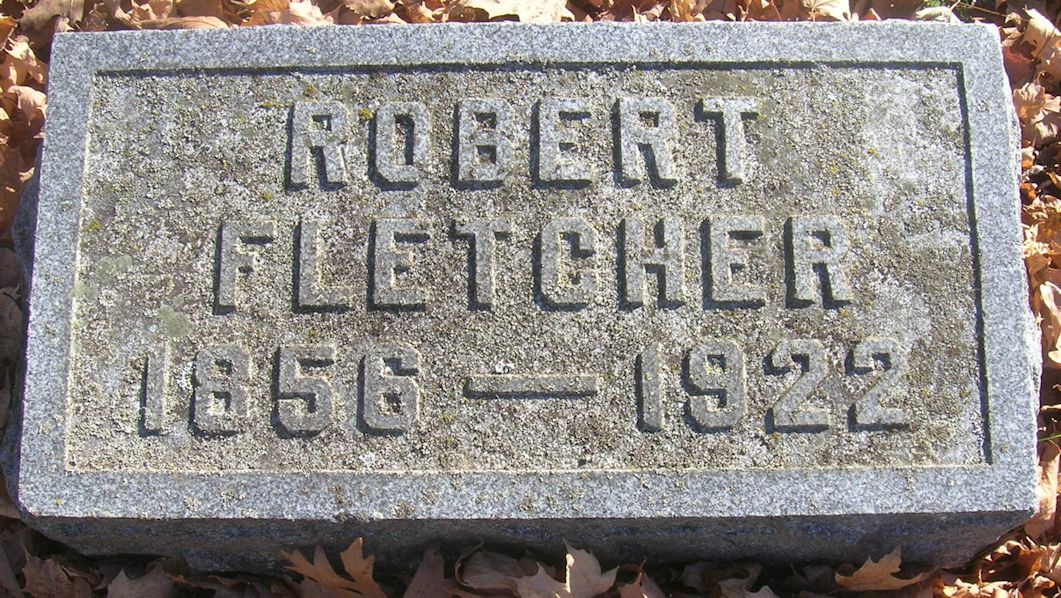 ROBERT
FLETCHER
1856 — 1922